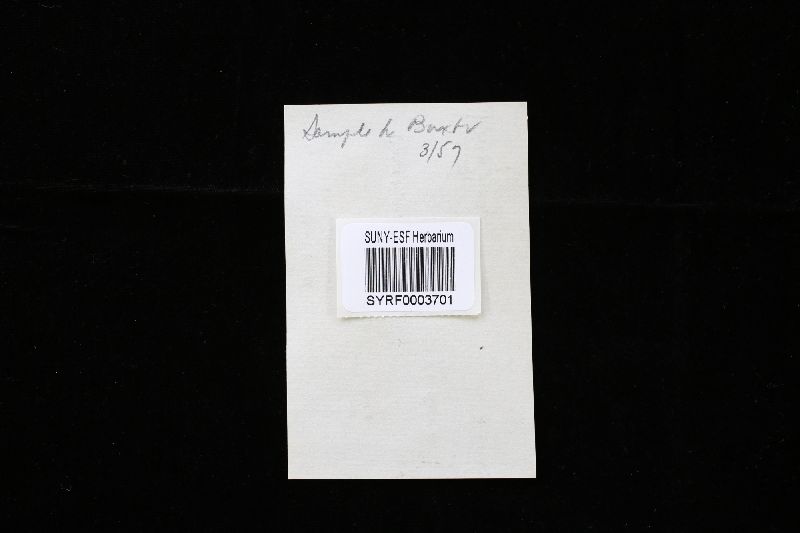 Sample to Baxter
3/57
SUNY-ESF Herbarium
SYRF0003701